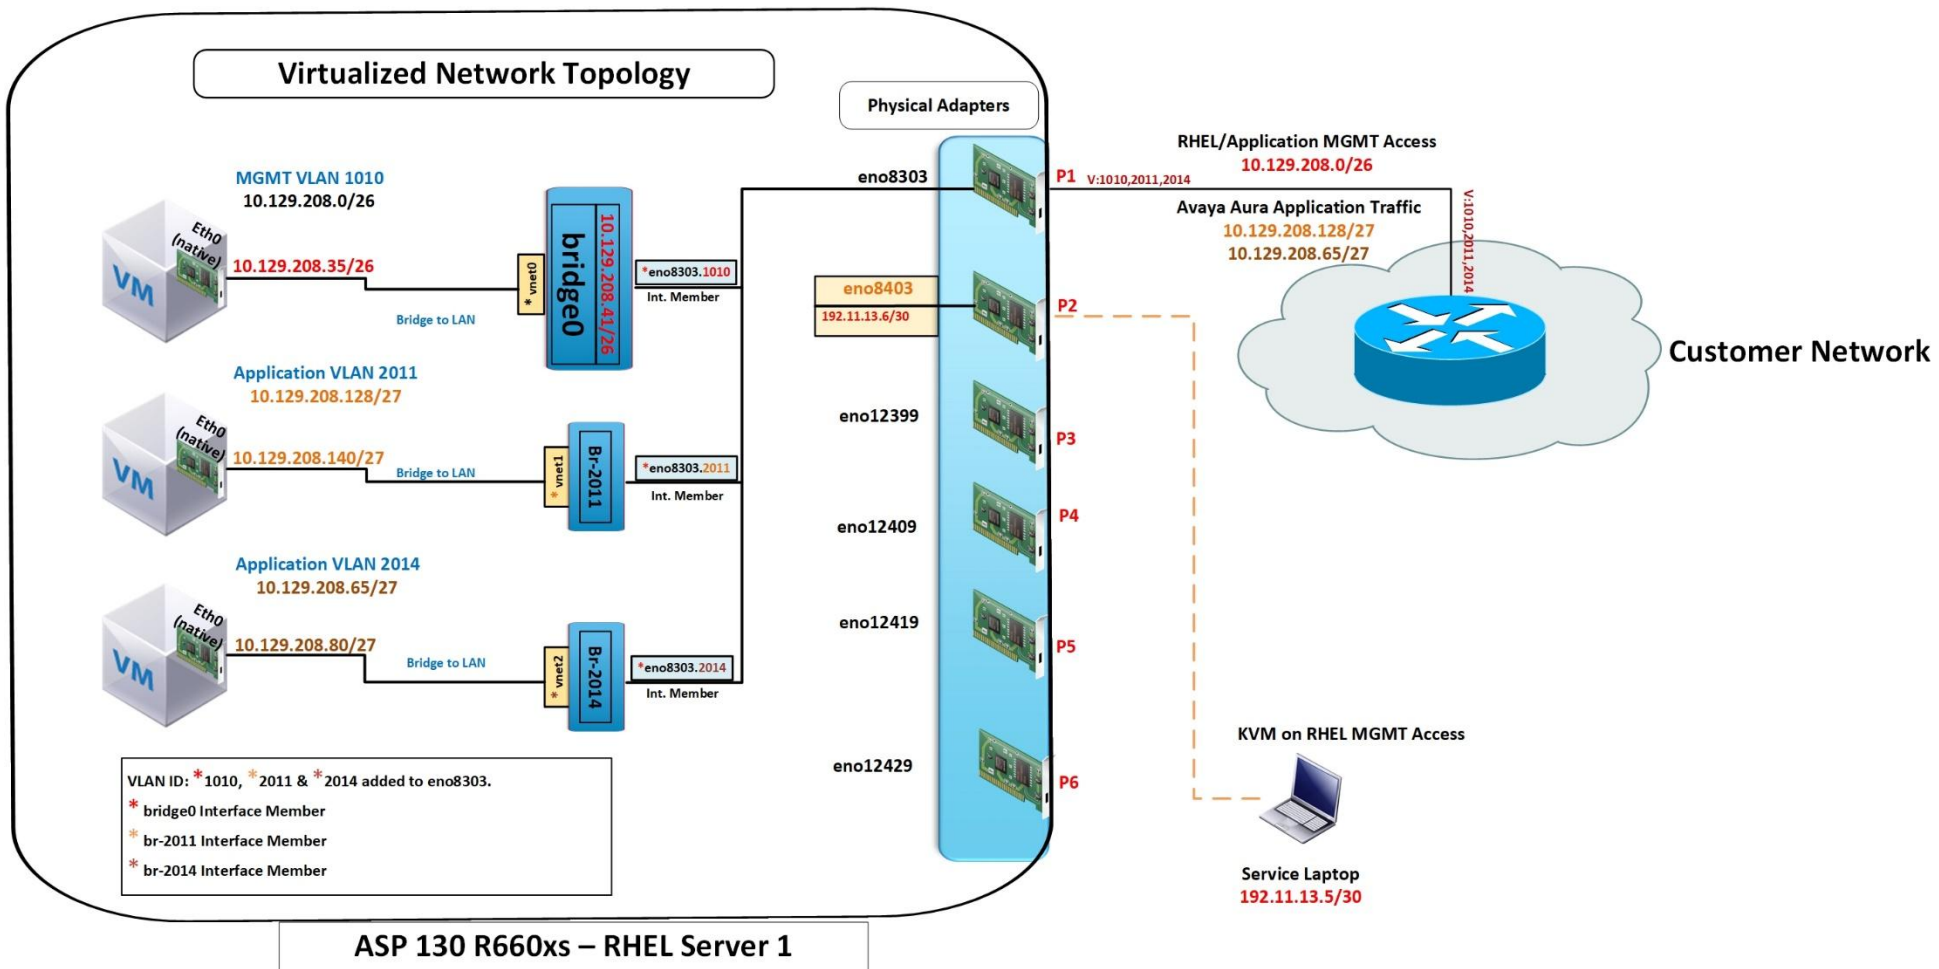 Virtualized Network Topology
Physical Adapters
MGMT VLAN 1010
10.129.208.0/26
Eth0
(native)
VM
10.129.208.35/26
Bridge to LAN
* vnet0
bridge0
10.129.208.41/26
*eno8303.1010
Int. Member
Application VLAN 2011
10.129.208.128/27
Eth0
(native)
VM
10.129.208.140/27
Bridge to LAN
* vnet1
Br-2011
*eno8303.2011
Int. Member
Application VLAN 2014
10.129.208.65/27
Eth0
(native)
VM
10.129.208.80/27
Bridge to LAN
* vnet2
Br-2014
*eno8303.2014
Int. Member
VLAN ID: *1010, *2011 & *2014 added to eno8303.
* bridge0 Interface Member
* br-2011 Interface Member
* br-2014 Interface Member
eno8303
P1
V:1010,2011,2014
eno8403
192.11.13.6/30
P2
eno12399
P3
eno12409
P4
eno12419
P5
eno12429
P6
RHEL/Application MGMT Access
10.129.208.0/26
Avaya Aura Application Traffic
10.129.208.128/27
10.129.208.65/27
V:1010,2011,2014
Customer Network
KVM on RHEL MGMT Access
Service Laptop
192.11.13.5/30
ASP 130 R660xs – RHEL Server 1